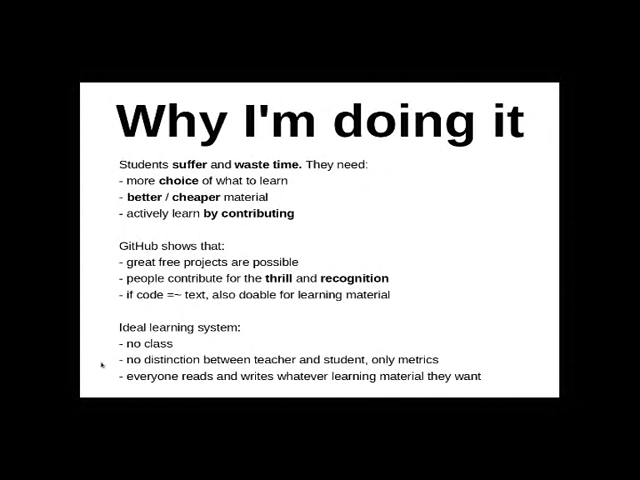 Why I'm doing it
Students suffer and waste time. They need:
- more choice of what to learn
- better / cheaper material
- actively learn by contributing
GitHub shows that:
- great free projects are possible
- people contribute for the thrill and recognition
- if code =~ text, also doable for learning material
Ideal learning system:
- no class
- no distinction between teacher and student, only metrics
- everyone reads and writes whatever learning material they want